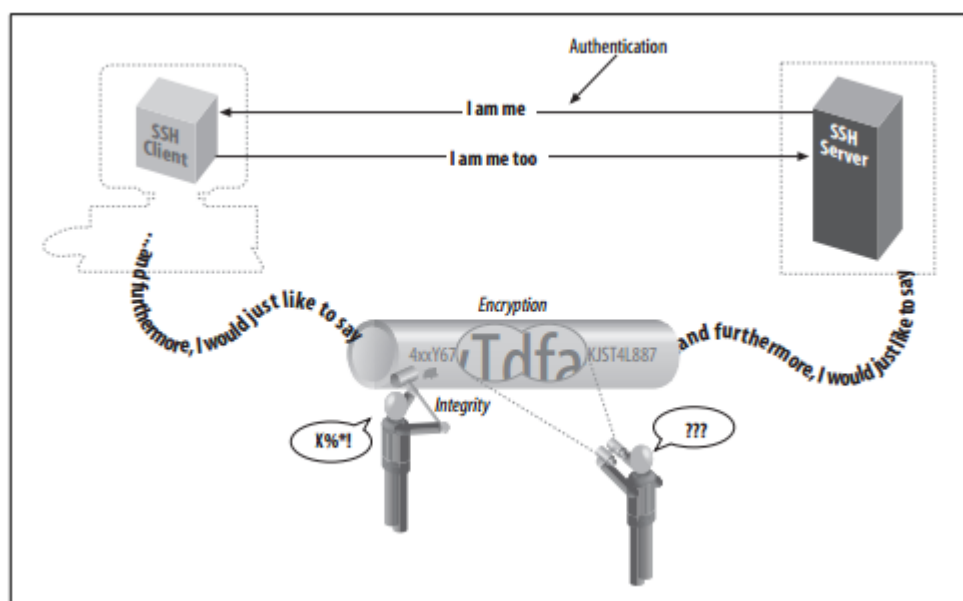 Authentication
I am me
SSH
Client
SSH
Server
I am me too
and furthermore, I would just like to say
Encryption
and furthermore, I would just like to say
4xxY67
yTdfa
KJST4L887
Integrity
X%*!
???